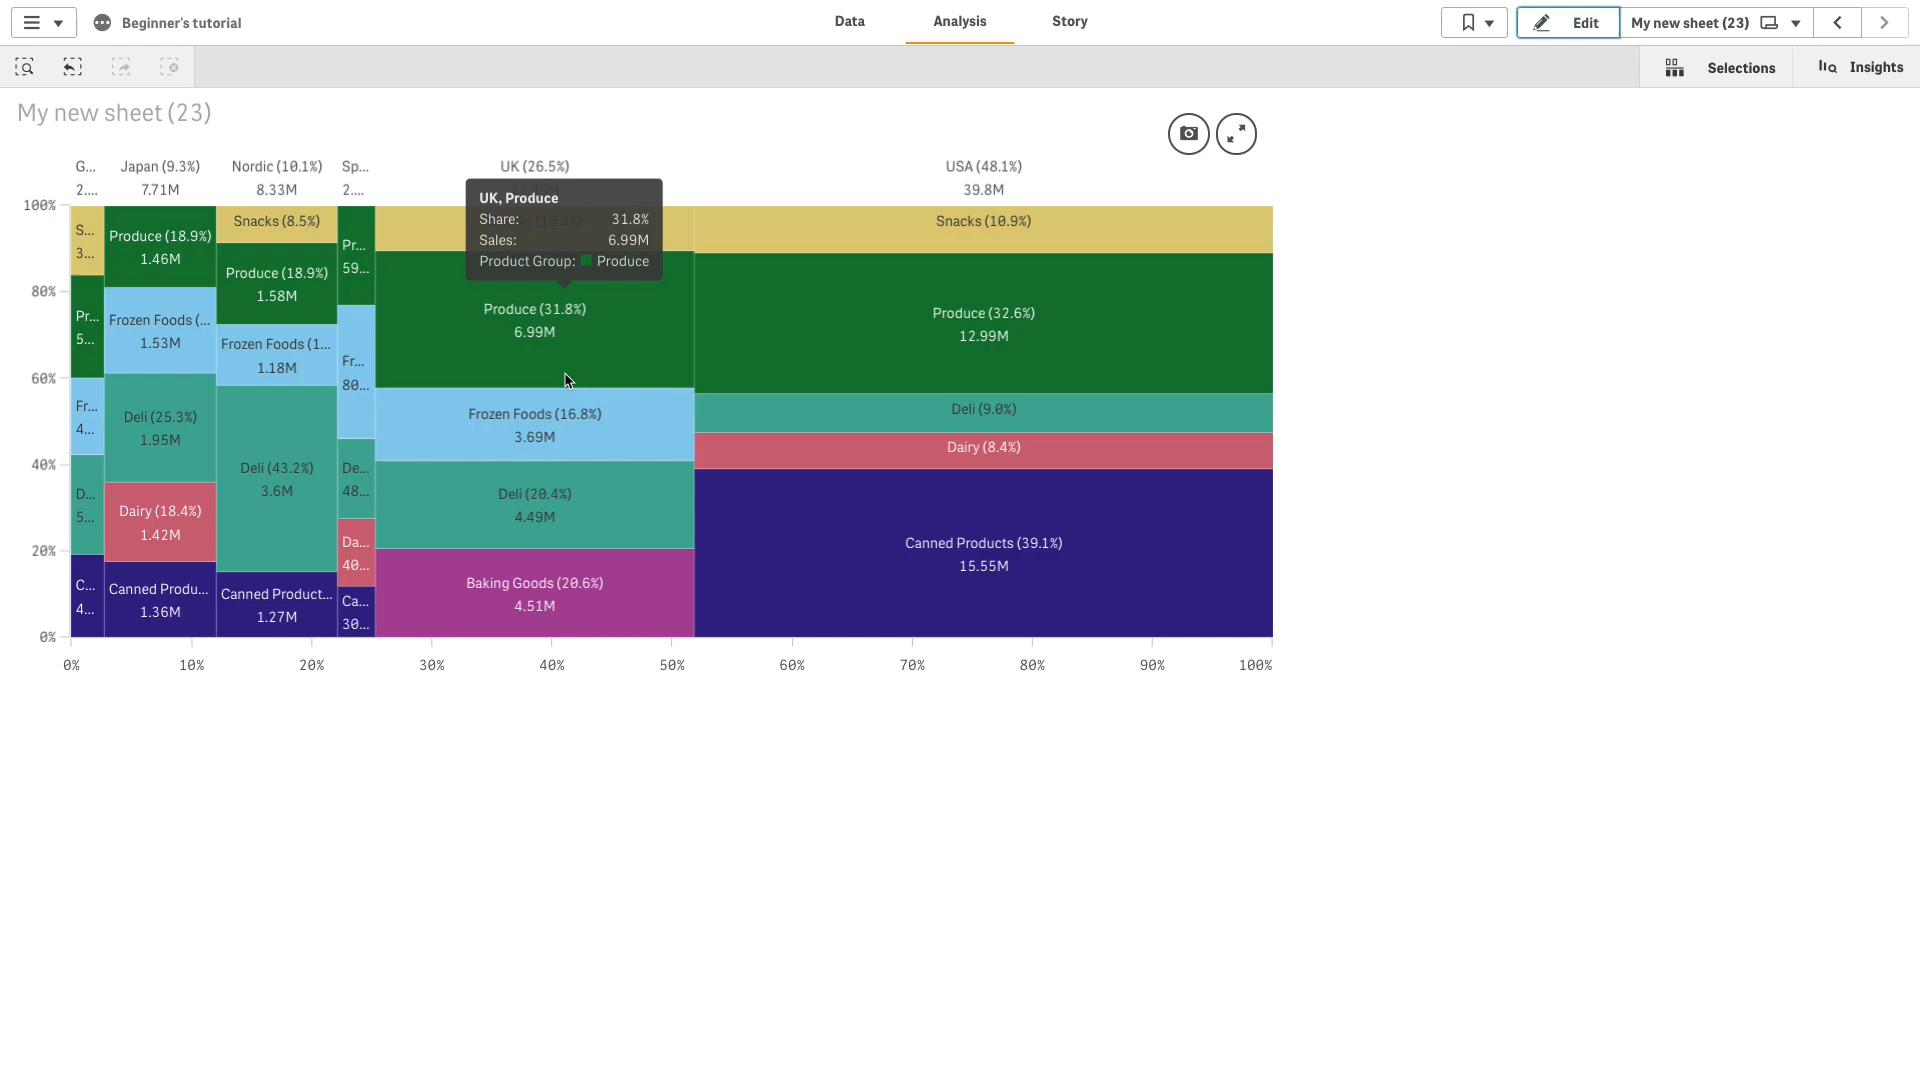 Beginner's tutorial
Data
Analysis
Story
Edit
My new sheet (23)
Selections
Insights
My new sheet (23)
G...
2....
Japan (9.3%)
7.71M
Nordic (10.1%)
8.33M
Sp...
2....
UK (26.5%)
USA (48.1%)
39.8M
100%
80%
60%
40%
20%
0%
S...
3...
Pr...
5...
Fr...
4...
D...
5...
C...
4...
Produce (18.9%)
1.46M
Frozen Foods (...
1.53M
Deli (25.3%)
1.95M
Dairy (18.4%)
1.42M
Canned Produ...
1.36M
Snacks (8.5%)
Produce (18.9%)
1.58M
Frozen Foods (1...
1.18M
Deli (43.2%)
3.6M
Canned Product...
1.27M
Pr...
59...
Fr...
80...
De...
48...
Da...
40...
Ca...
30...
UK, Produce
Share: 31.8%
Sales: 6.99M
Product Group: Produce
Produce (31.8%)
6.99M
Frozen Foods (16.8%)
3.69M
Deli (20.4%)
4.49M
Baking Goods (20.6%)
4.51M
Snacks (10.9%)
Produce (32.6%)
12.99M
Deli (9.0%)
Dairy (8.4%)
Canned Products (39.1%)
15.55M
0%
10%
20%
30%
40%
50%
60%
70%
80%
90%
100%